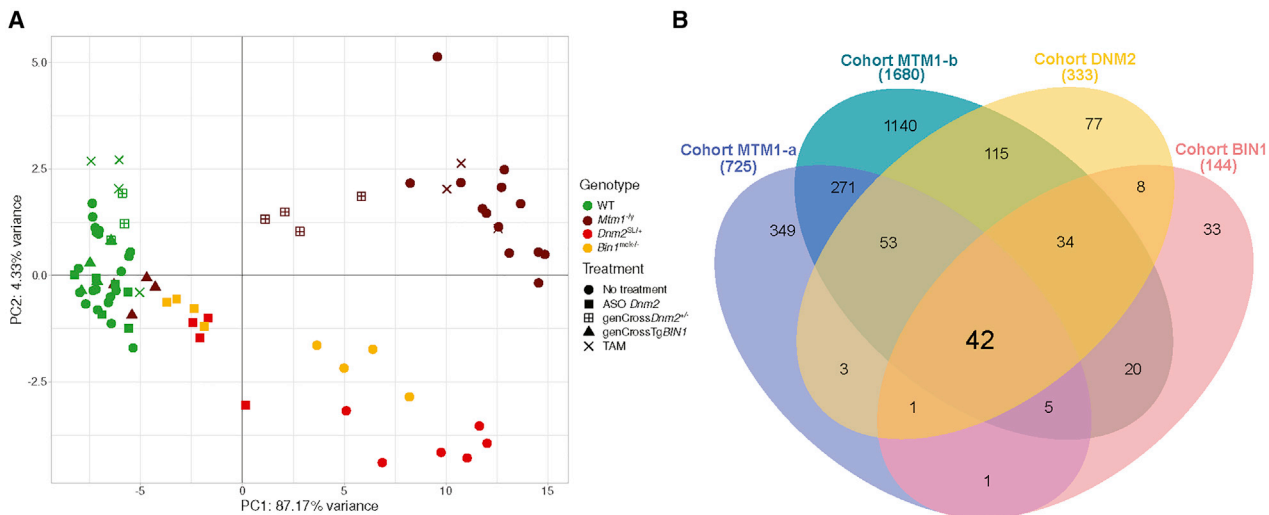 A
PC2: 4.33% variance
5.0
2.5
0.0
-2.5
-5
0
5
10
15
PC1: 87.17% variance
Genotype
WT
Mtm1-/y
Dnm2SL/+
Bin1mck-/-
Treatment
No treatment
ASO Dnm2
genCrossDnm2+/-
genCrossTgBIN1
TAM
B
Cohort MTM1-b
(1680)
Cohort DNM2
(333)
Cohort MTM1-a
(725)
Cohort BIN1
(144)
1140
77
115
271
8
349
53
34
33
42
3
20
1
5
1